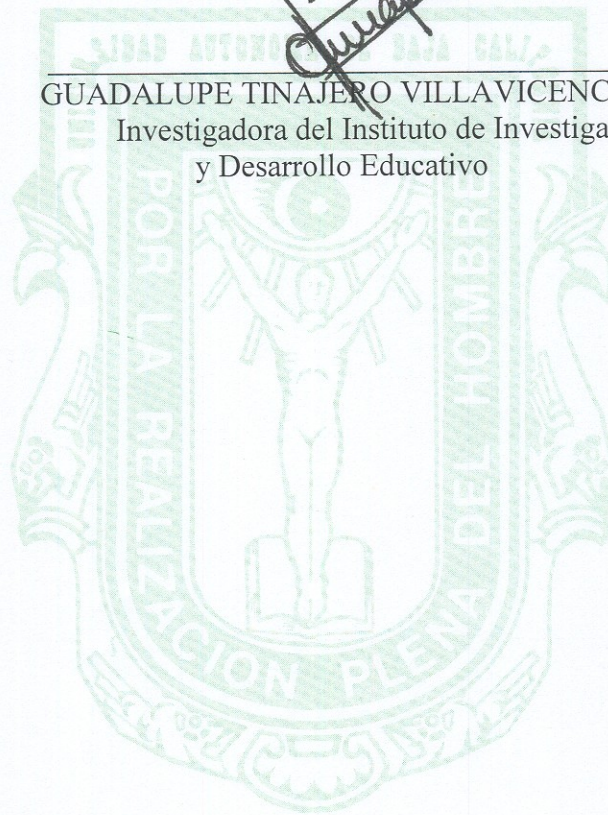 GUADALUPE TINAJERO VILLAVICENC
Investigadora del Instituto de Investiga
y Desarrollo Educativo
POR LA REALIZACION PLENA DEL HOMBRE